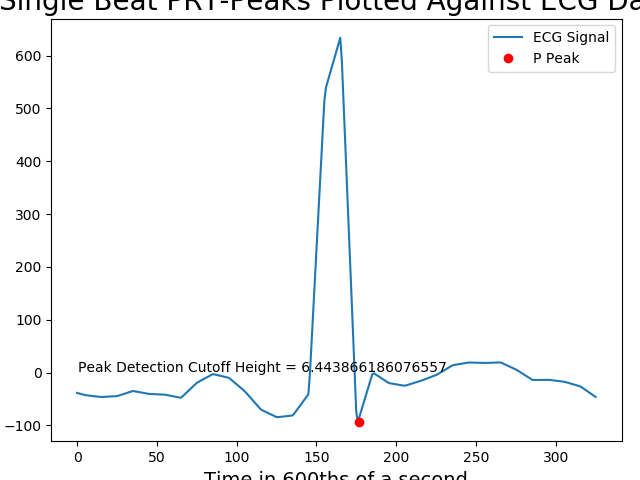 Single Beat PRT-Peaks Plotted Against ECG Da
ECG Signal
P Peak
600
500
400
300
200
100
0
−100
Peak Detection Cutoff Height = 6.443866186076557
0 50 100 150 200 250 300
Time in 600ths of a second